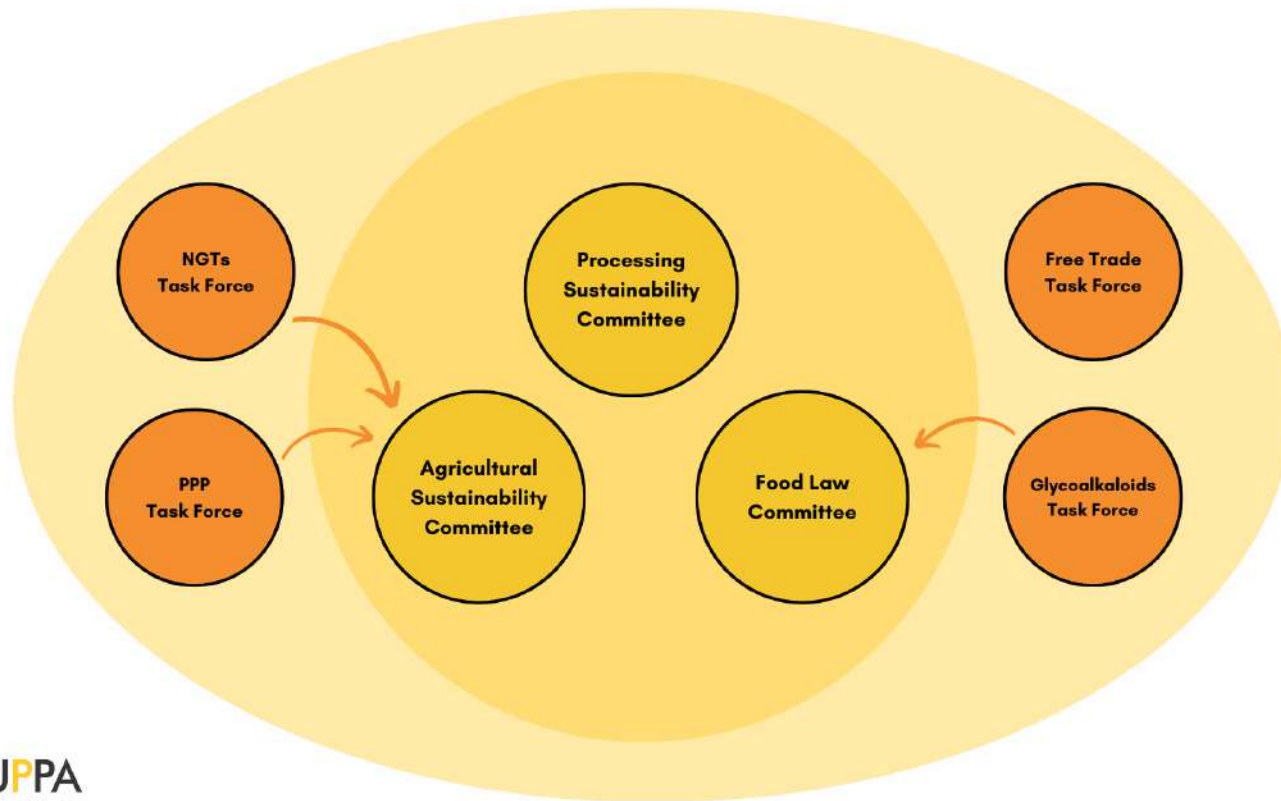 NGTs
Task Force
Processing
Sustainability
Committee
Free Trade
Task Force
PPP
Task Force
Agricultural
Sustainability
Committee
Food Law
Committee
Glycoalkaloids
Task Force
UPPA